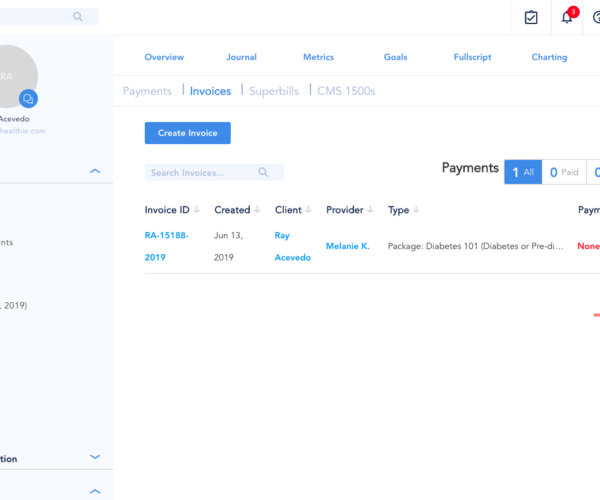 3
Overview Journal Metrics Goals Fullscript Charting
RA
Payments | Invoices | Superbills | CMS 1500s
Acevedo
healthie.com
Create Invoice
Search Invoices...
Payments 1 All 0 Paid 0
Invoice ID Created Client Provider Type Paym
RA-15188- Jun 13, Ray
Melanie K. Package: Diabetes 101 (Diabetes or Pre-di... None
2019 2019 Acevedo
nts
, 2019)
tion